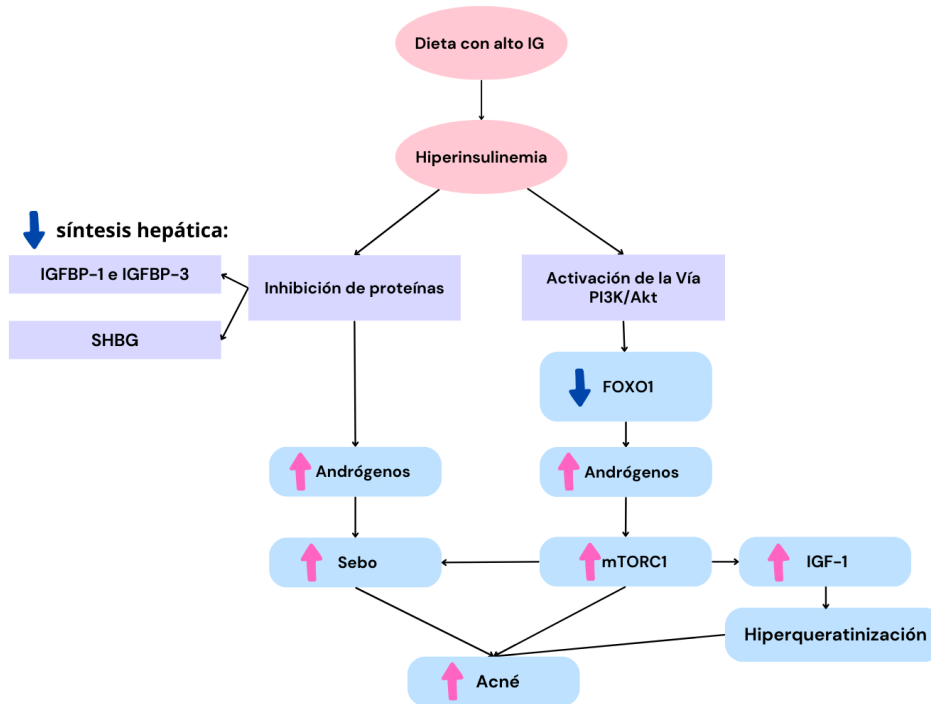 Dieta con alto IG
Hiperinsulinemia
síntesis hepática:
IGFBP-1 e IGFBP-3
SHBG
Inhibición de proteínas
Activación de la Vía
PI3K/Akt
FOXO1
Andrógenos
Andrógenos
Sebo
mTORC1
IGF-1
Hiperqueratinización
Acné